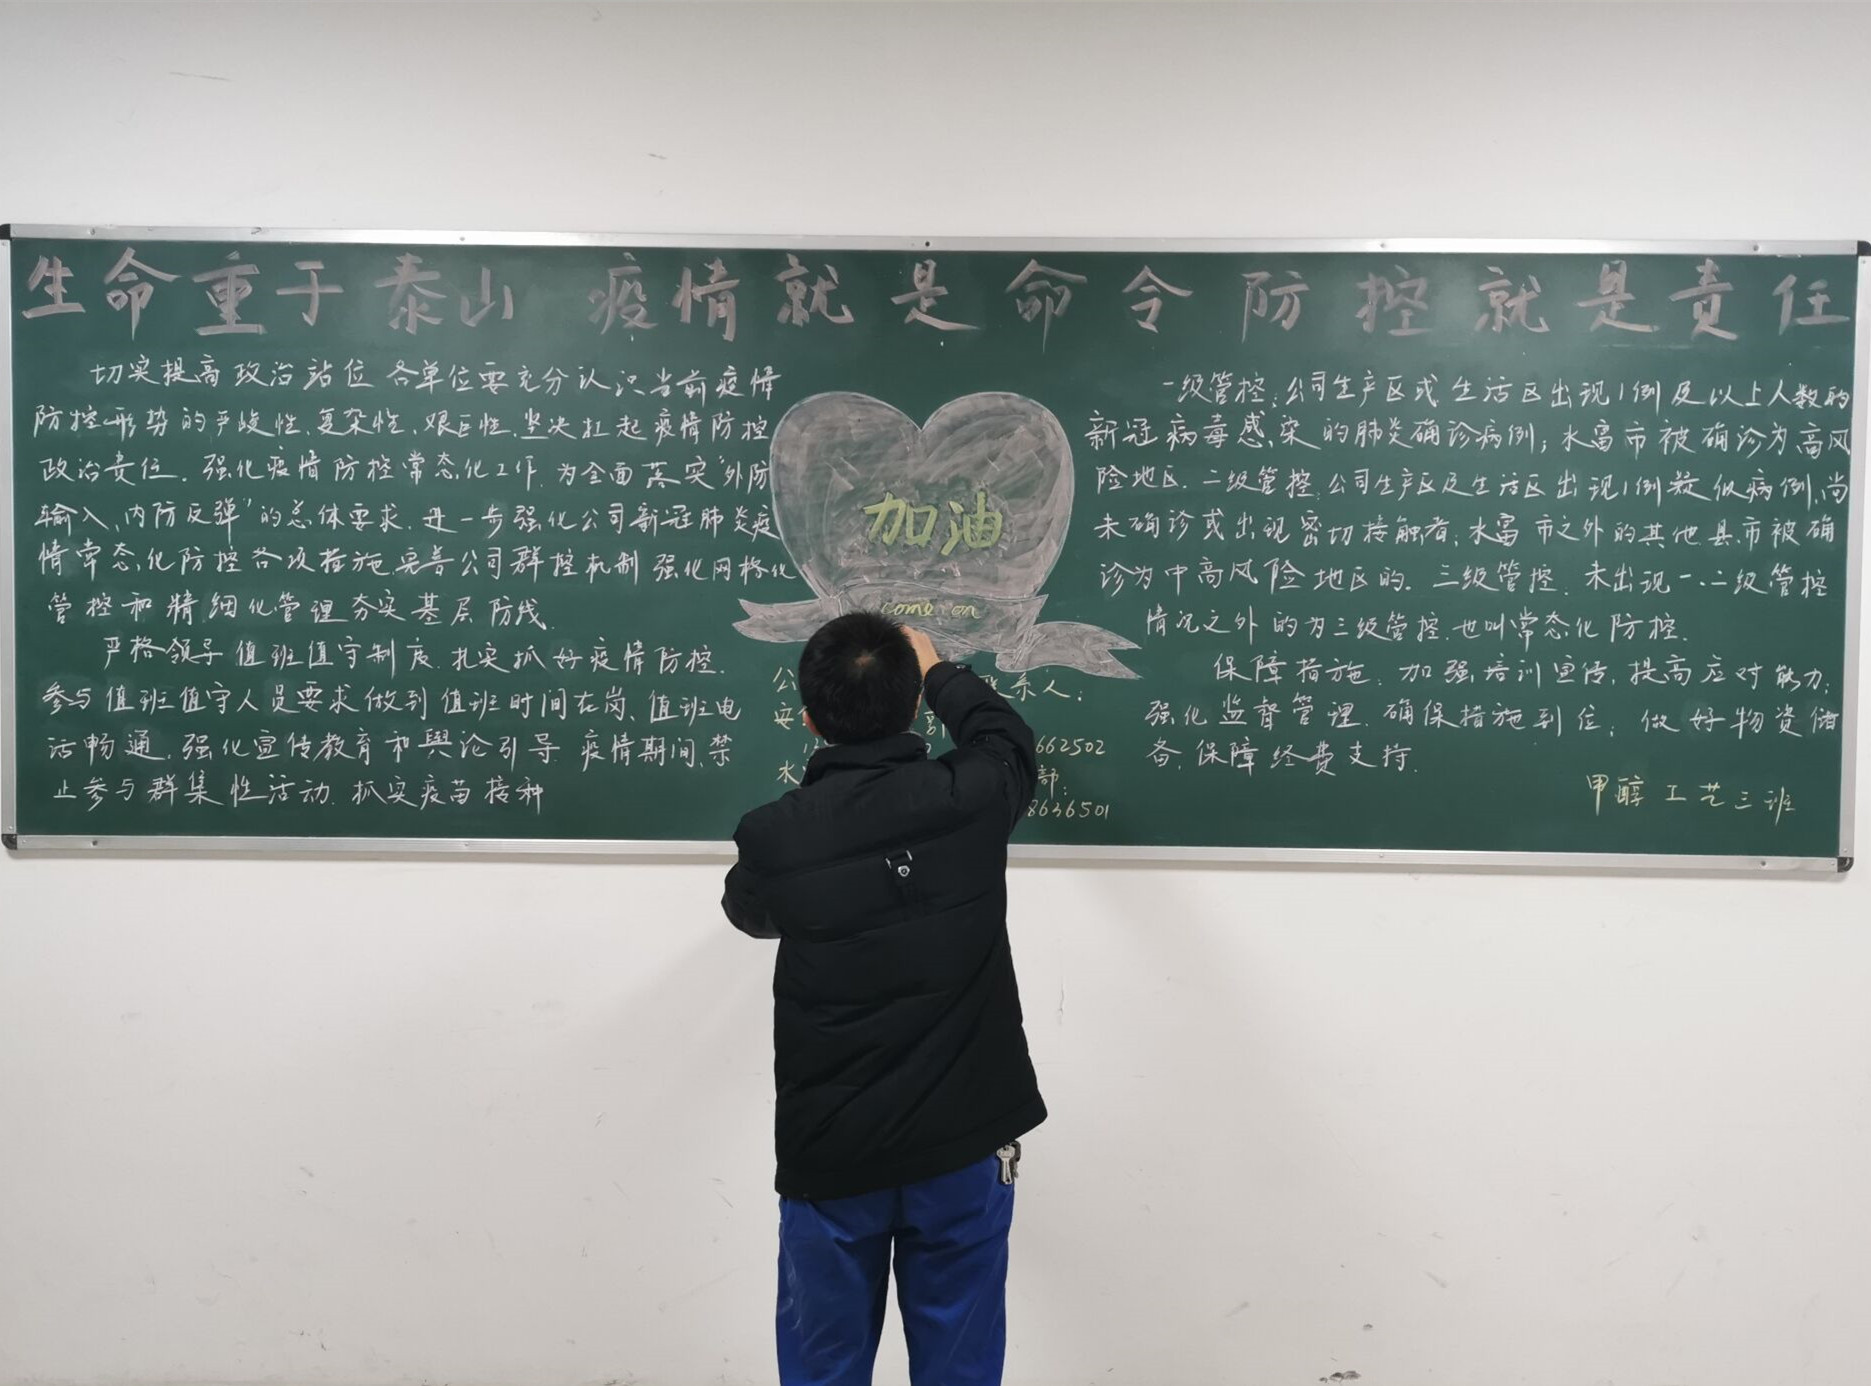 生命重于泰山 疫情就是命令 防控就是责任
切实提高政治站位 各单位要充分认识当前疫情
防控形势的严峻性、复杂性、艰巨性,坚决扛起疫情防控
政治责任。强化疫情防控常态化工作,为全面落实“外防
输入,内防反弹”的总体要求,进一步强化公司新冠肺炎疫
情常态化防控各项措施,完善公司群控机制 强化网格化
管控和精细化管理夯实基层防线.
严格领导值班值守制度,扎实抓好疫情防控.
参与值班值守人员要求做到值班时间在岗、值班电
话畅通,强化宣传教育和舆论引导 疫情期间,禁
止参与群集性活动.抓实疫苗接种
加油
come on
公
系人:
安
662502
水
部:
8636501
一级管控:公司生产区或生活区出现1例及以上人数的
新冠病毒感染的肺炎确诊病例;水富市被确诊为高风
险地区.二级管控:公司生产区及生活区出现1例疑似病例,尚
未确诊或出现密切接触者;水富市之外的其他县.市被确
诊为中高风险地区的.三级管控.未出现一.二级管控
情况之外的为三级管控.也叫常态化防控.
保障措施:加强培训宣传,提高应对能力;
强化监督管理.确保措施到位;做好物资储
备,保障经费支持.
甲醇工艺三班